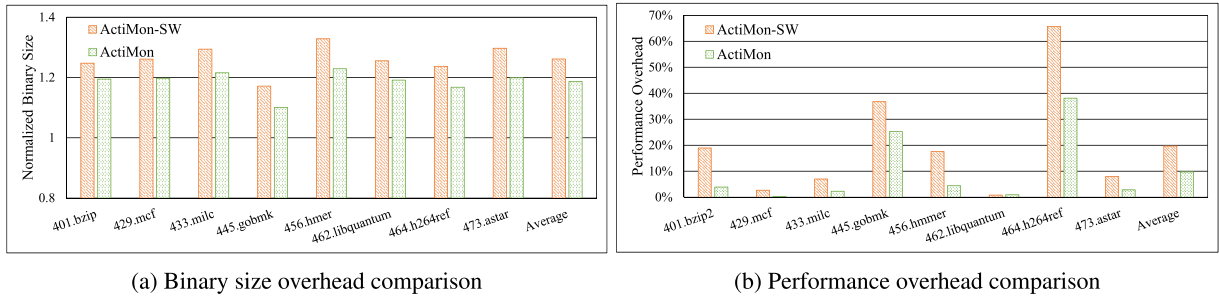 1.4
1.2
1
0.8
Normalized Binary Size
ActiMon-SW
ActiMon
401.bzip
429.mcf
433.milc
445.gobmk
456.hmer
462.libquantum
464.h264ref
473.astar
Average
(a) Binary size overhead comparison
70%
60%
50%
40%
30%
20%
10%
0%
Performance Overhead
ActiMon-SW
ActiMon
401.bzip2
429.mcf
433.milc
445.gobmk
456.hmmer
462.libquantum
464.h264ref
473.astar
Average
(b) Performance overhead comparison